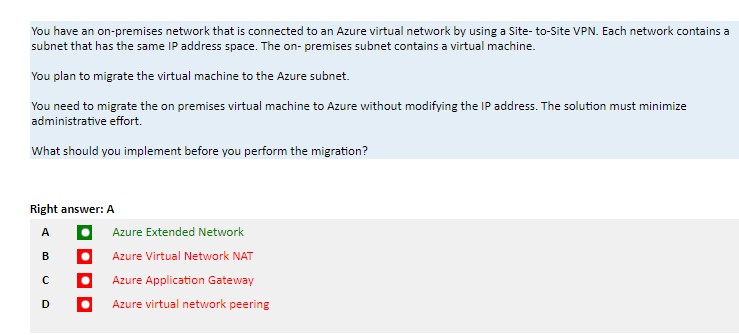 You have an on-premises network that is connected to an Azure virtual network by using a Site- to-Site VPN. Each network contains a
subnet that has the same IP address space. The on- premises subnet contains a virtual machine.
You plan to migrate the virtual machine to the Azure subnet.
You need to migrate the on premises virtual machine to Azure without modifying the IP address. The solution must minimize
administrative effort.
What should you implement before you perform the migration?
Right answer: A
A Azure Extended Network
B Azure Virtual Network NAT
C Azure Application Gateway
D Azure virtual network peering